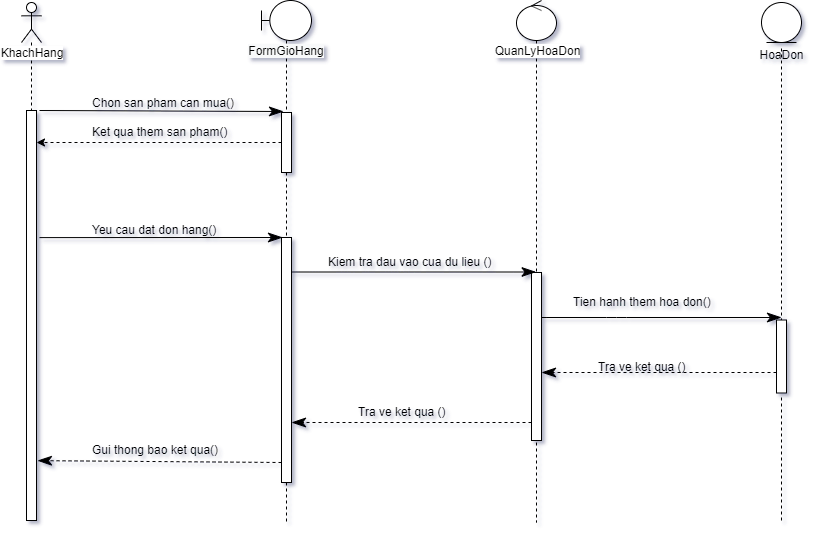 KhachHang
FormGioHang
QuanLyHoaDon
HoaDon
Chon san pham can mua()
Ket qua them san pham()
Yeu cau dat don hang()
Kiem tra dau vao cua du lieu ()
Tien hanh them hoa don()
Tra ve ket qua ()
Tra ve ket qua ()
Gui thong bao ket qua()